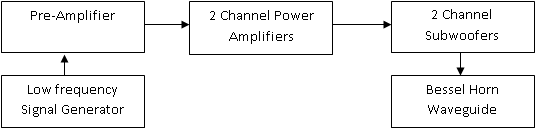 Pre-Amplifier
2 Channel Power
Amplifiers
2 Channel
Subwoofers
Low frequency
Signal Generator
Bessel Horn
Waveguide